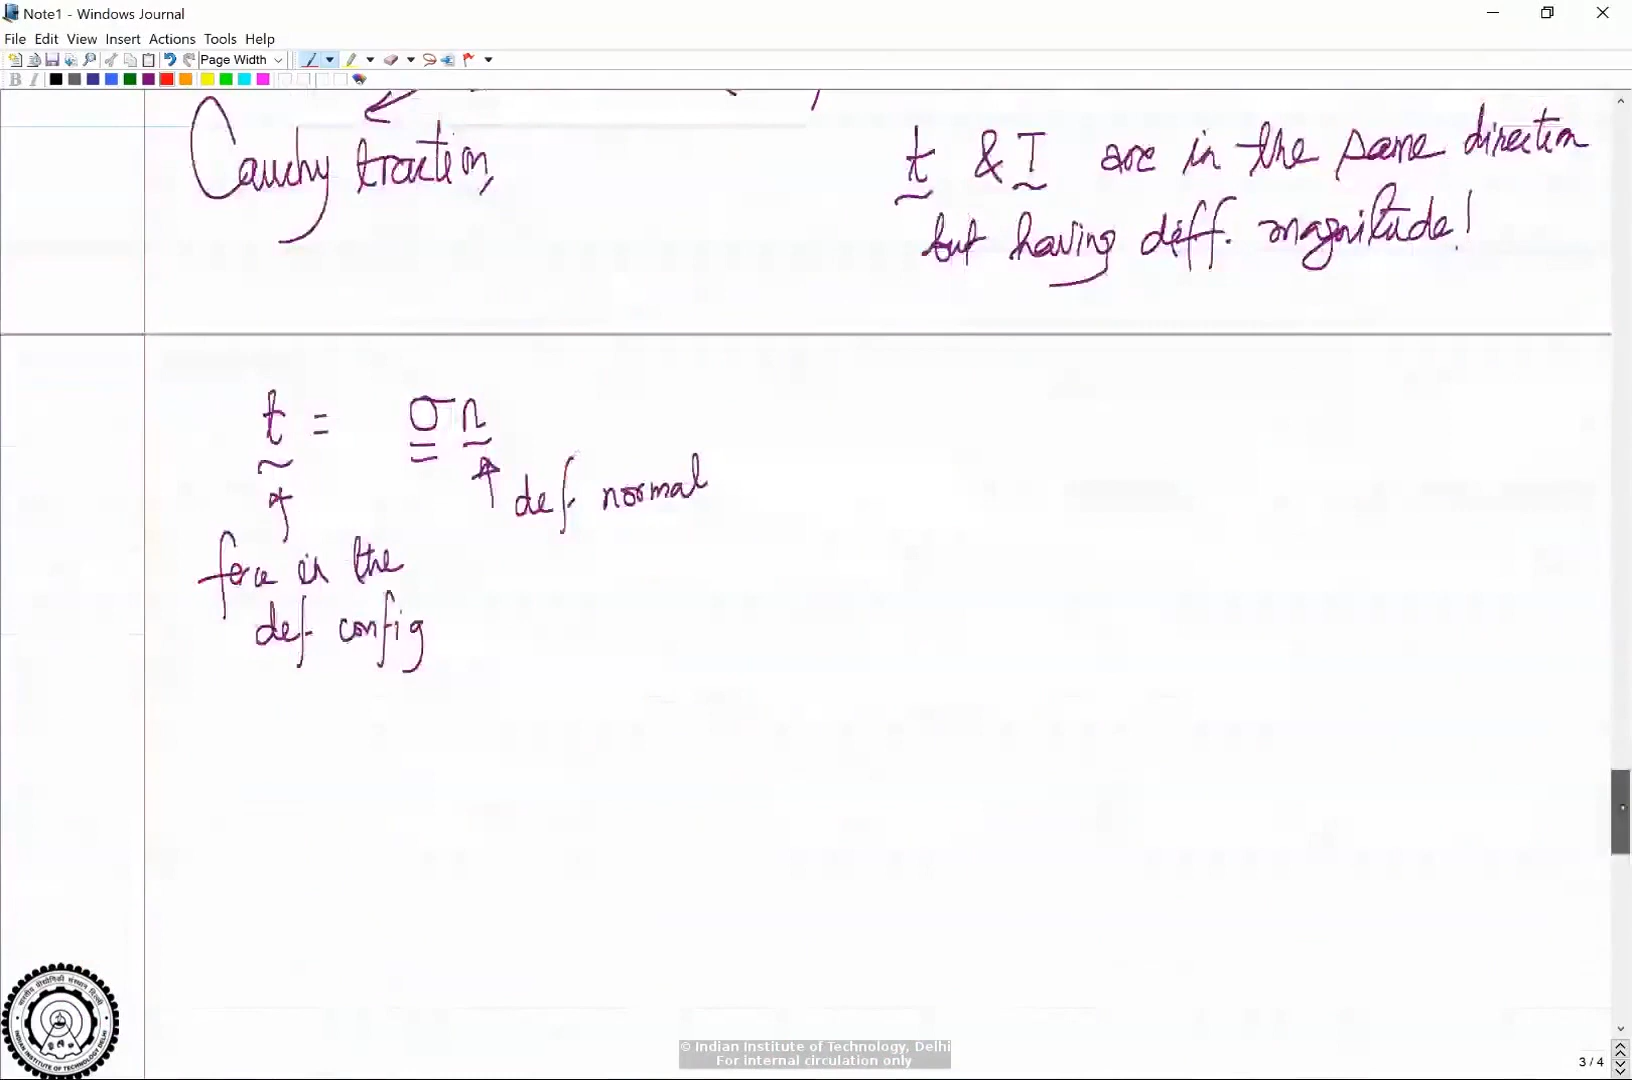 Note1 - Windows Journal
File Edit View Insert Actions Tools Help
Page Width
B I
Cauchy traction,
t & T are in the same direction
but having diff. magnitude!
t = σ n
def normal
force in the
def config
© Indian Institute of Technology, Delhi
For internal circulation only
3 / 4